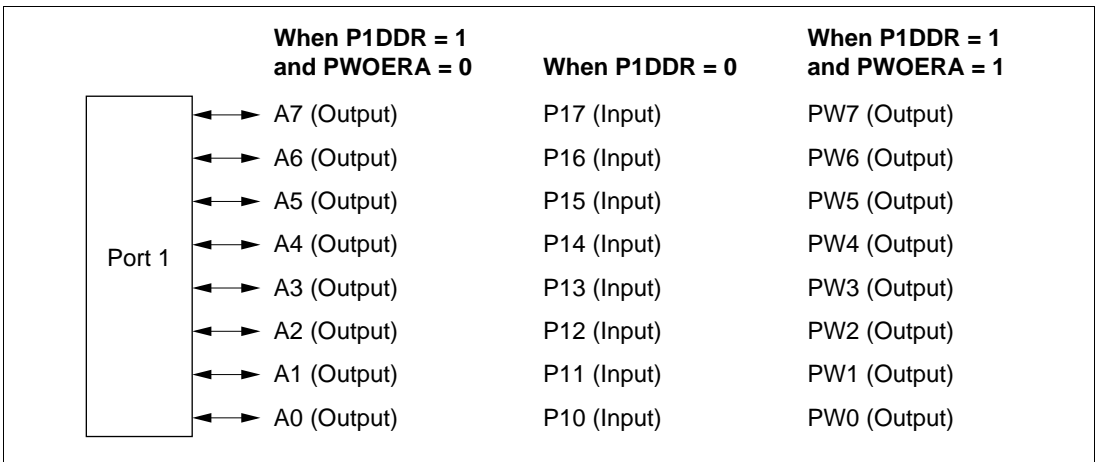 When P1DDR = 1 When P1DDR = 1
and PWOERA = 0 When P1DDR = 0 and PWOERA = 1
A7 (Output) P17 (Input) PW7 (Output)
A6 (Output) P16 (Input) PW6 (Output)
A5 (Output) P15 (Input) PW5 (Output)
Port 1 A4 (Output) P14 (Input) PW4 (Output)
A3 (Output) P13 (Input) PW3 (Output)
A2 (Output) P12 (Input) PW2 (Output)
A1 (Output) P11 (Input) PW1 (Output)
A0 (Output) P10 (Input) PW0 (Output)